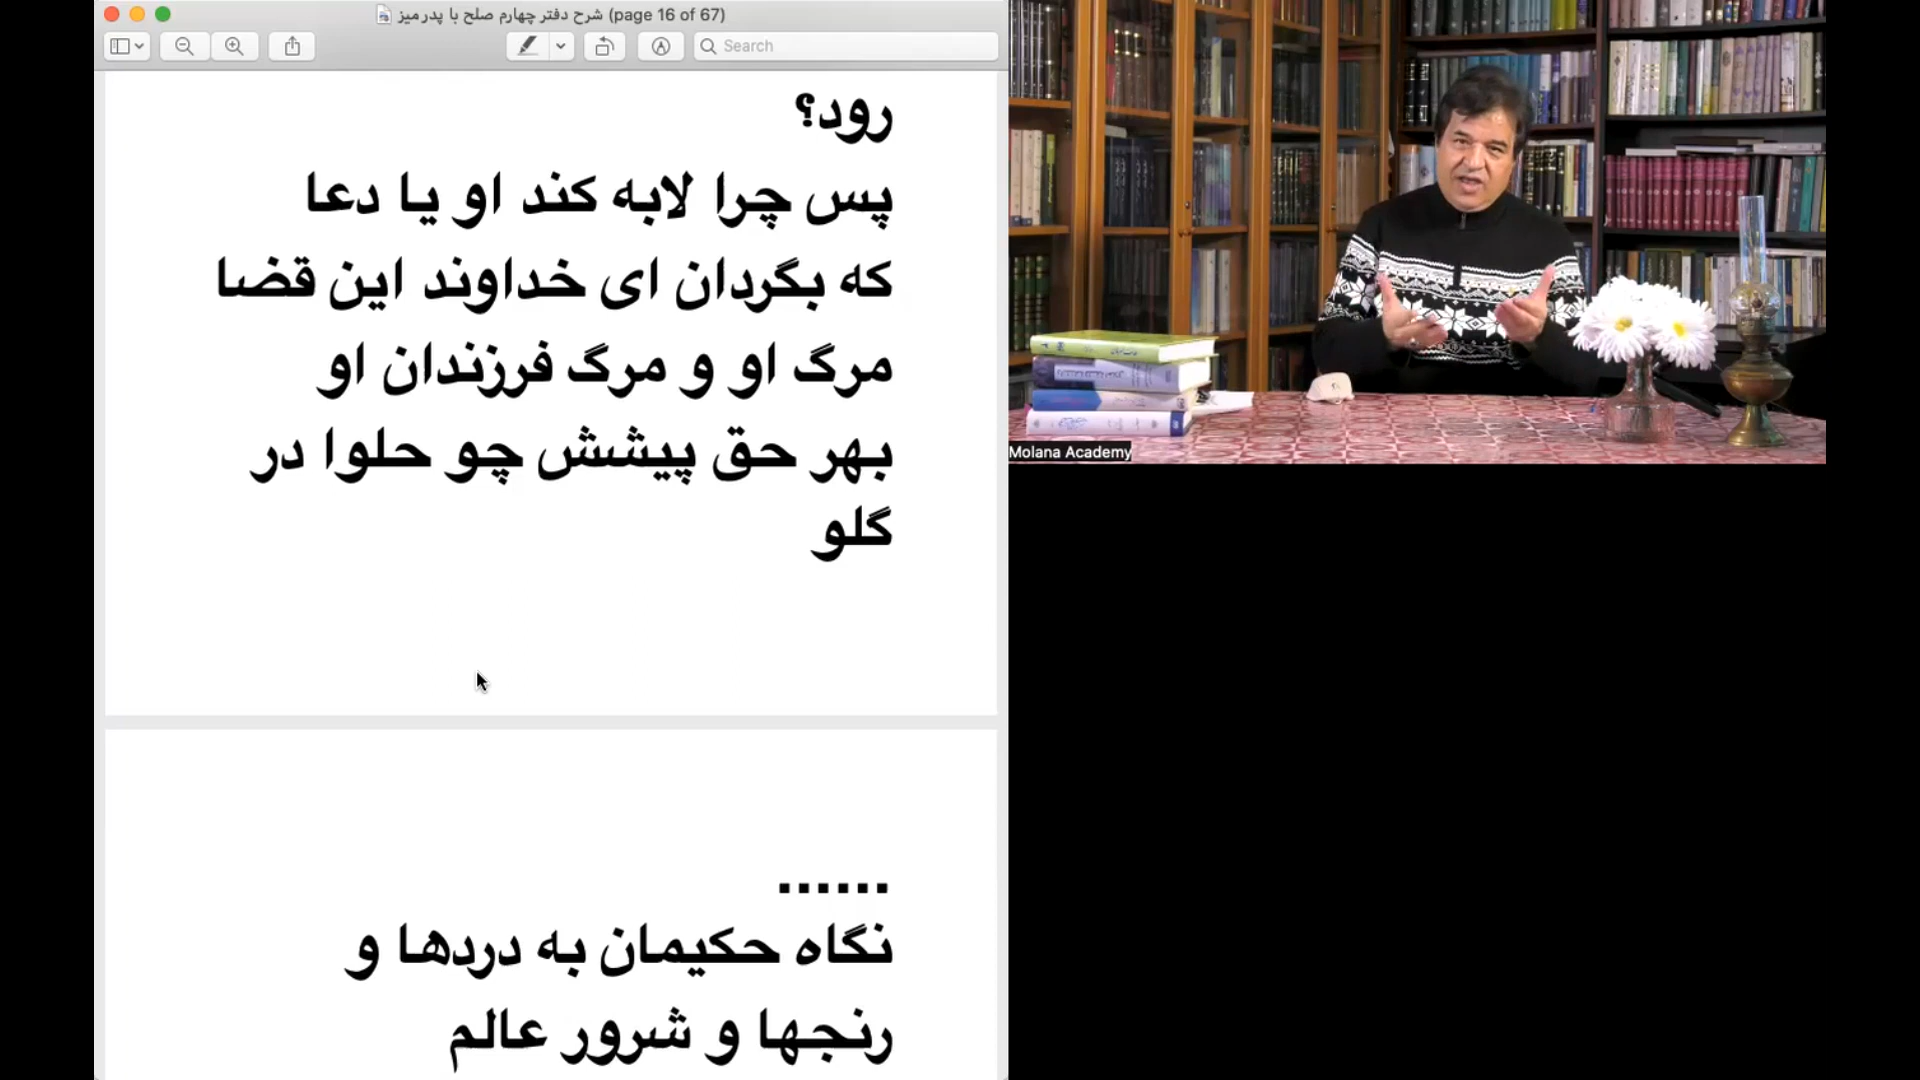 شرح دفتر چهارم صلح با پدر میز (page 16 of 67)
Search
رود؟
پس چرا لابه کند او یا دعا
که بگردان ای خداوند این قضا
مرگ او و مرگ فرزندان او
بهر حق پیشش چو حلوا در
گلو
......
نگاه حکیمان به دردها و
رنجها و شرور عالم
Molana Academy